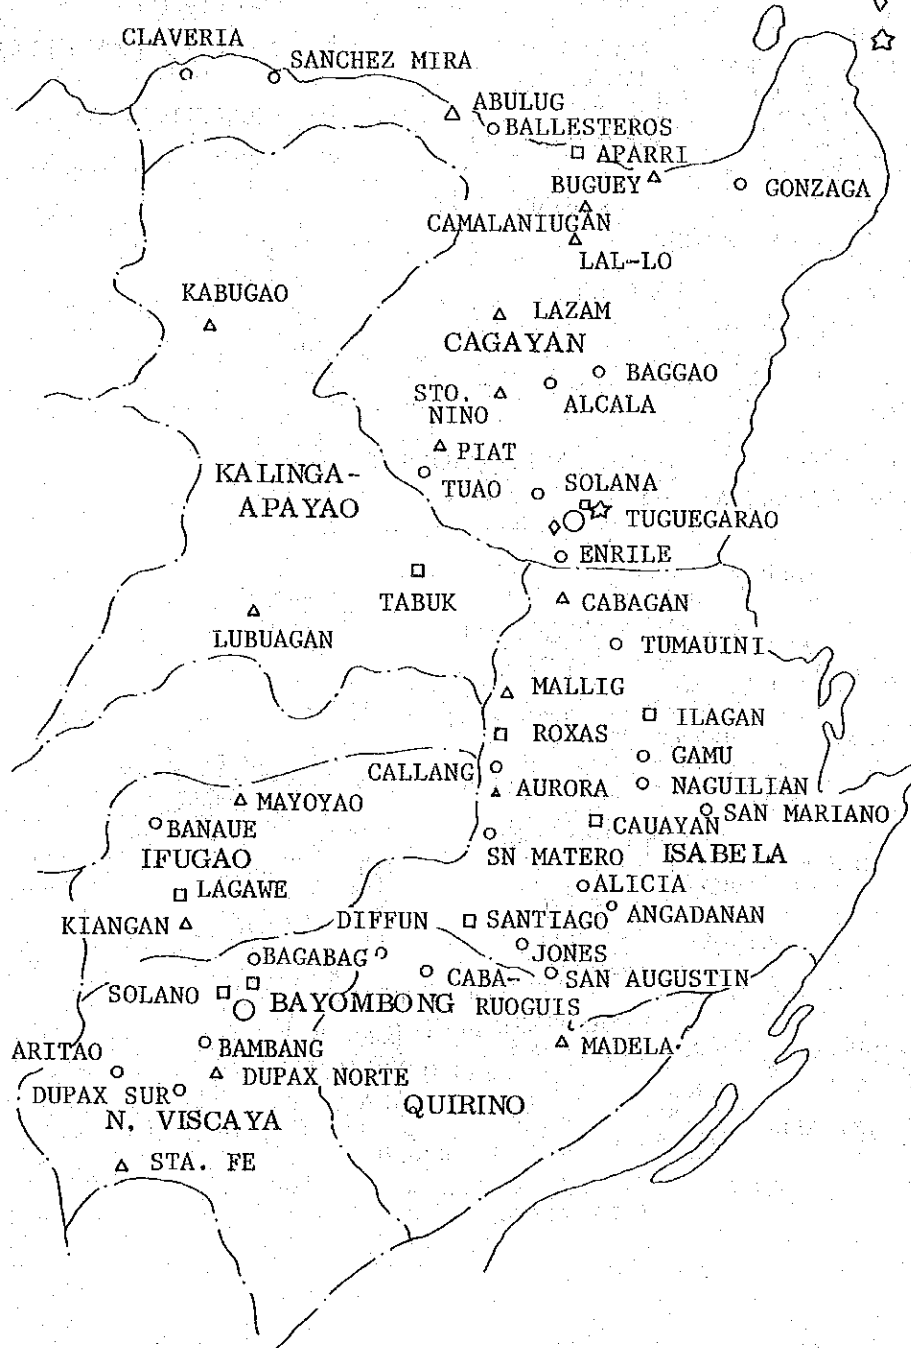 CLAVERIA
SANCHEZ MIRA
ABULUG
BALLESTEROS
APARRI
BUGUEY
GONZAGA
CAMALANIUGAN
LAL-LO
KABUGAO
LAZAM
CAGAYAN
BAGGAO
STO.
NINO
ALCALA
PIAT
KALINGA-
APAYAO
TUAO
SOLANA
TUGUEGARAO
ENRILE
TABUK
CABAGAN
LUBUAGAN
TUMAUINI
MALLIG
ILAGAN
ROXAS
GAMU
CALLANG
AURORA
NAGUILIAN
MAYOYAO
SAN MARIANO
BANAUE
CAUAYAN
IFUGAO
SN MATERO
ISABELA
LAGAWE
ALICIA
KIANGAN
DIFFUN
SANTIAGO
ANGADANAN
BAGABAG
JONES
CABA-
RUOGUIS
SAN AUGUSTIN
SOLANO
BAYOMBONG
ARITAO
BAMBANG
MADELA
DUPAX SUR
DUPAX NORTE
QUIRINO
N. VISCAYA
STA. FE